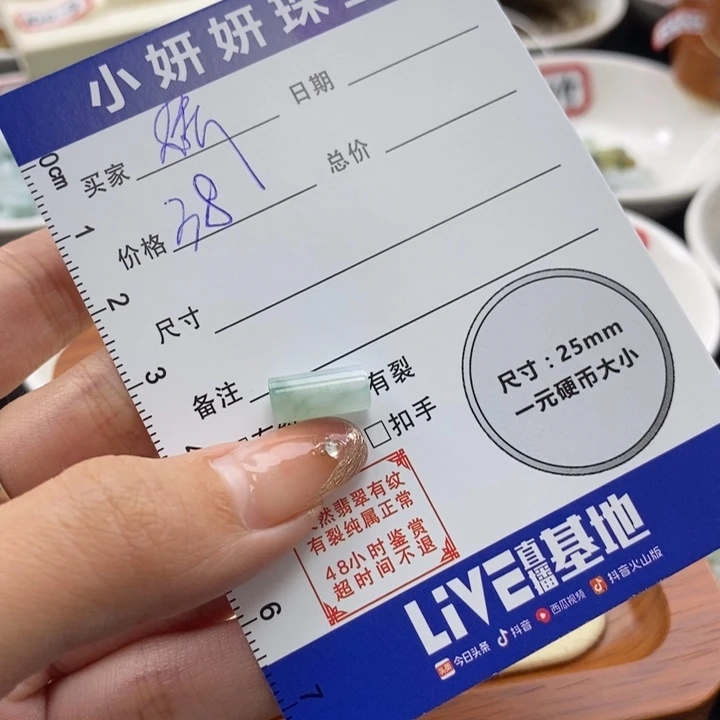 小妍妍珠
日期
买家
总价
价格 38
尺寸
备注
有裂
扣手
尺寸：25mm
一元硬币大小
然翡翠有纹
有裂纯属正常
48小时鉴赏
超时间不退
LiVE直播基地
头条 今日头条 抖音 西瓜视频 抖音火山版
0cm
1
2
3
6
7